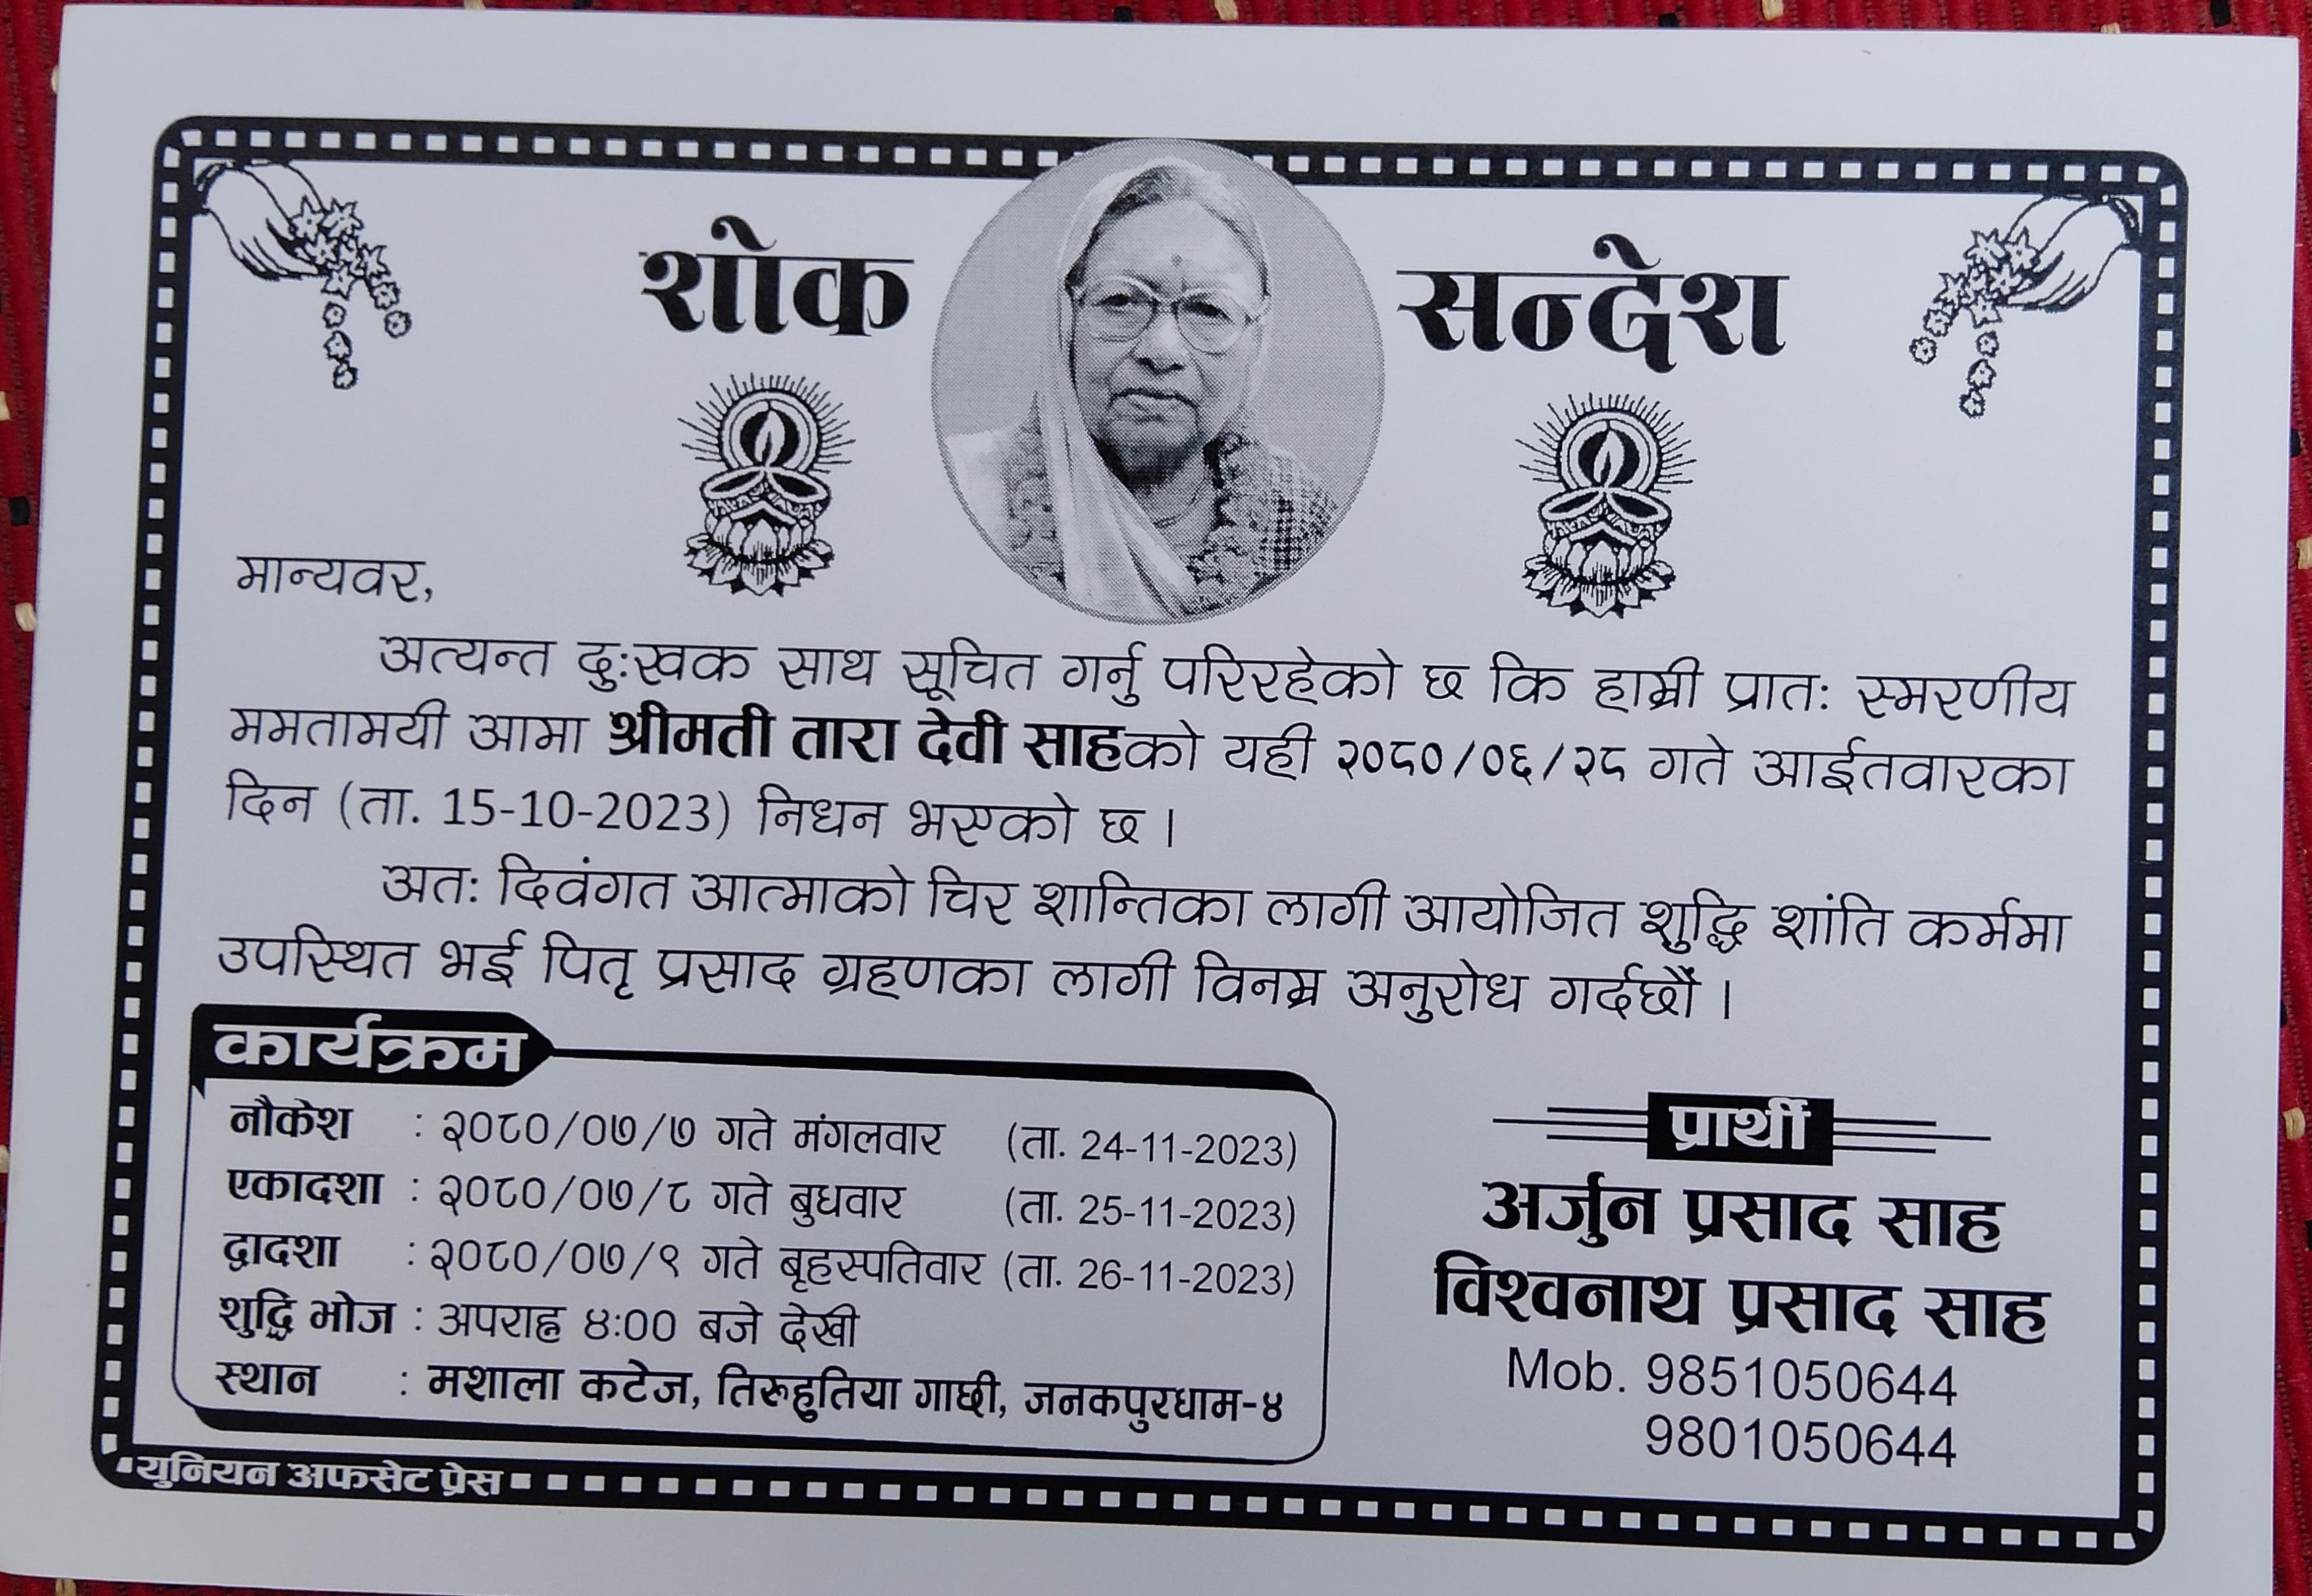 शोक सन्देश
मान्यवर,
अत्यन्त दुःखक साथ सूचित गर्नु परिरहेको छ कि हाम्री प्रातः स्मरणीय
ममतामयी आमा श्रीमती तारा देवी साहको यही २०८०/०६/२८ गते आईतवारका
दिन (ता. 15-10-2023) निधन भएको छ ।
अतः दिवंगत आत्माको चिर शान्तिका लागी आयोजित शुद्धि शांति कर्ममा
उपस्थित भई पितृ प्रसाद ग्रहणका लागी विनम्र अनुरोध गर्दछौं ।
कार्यक्रम
नौकेश : २०८०/०७/७ गते मंगलवार (ता. 24-11-2023)
एकादशा : २०८०/०७/८ गते बुधवार (ता. 25-11-2023)
द्वादशा : २०८०/०७/९ गते बृहस्पतिवार (ता. 26-11-2023)
शुद्धि भोज : अपराह्न ४:00 बजे देखी
स्थान : मशाला कटेज, तिरूहुतिया गाछी, जनकपुरधाम-४
प्रार्थी
अर्जुन प्रसाद साह
विश्वनाथ प्रसाद साह
Mob. 9851050644
9801050644
युनियन अफसेट प्रेस